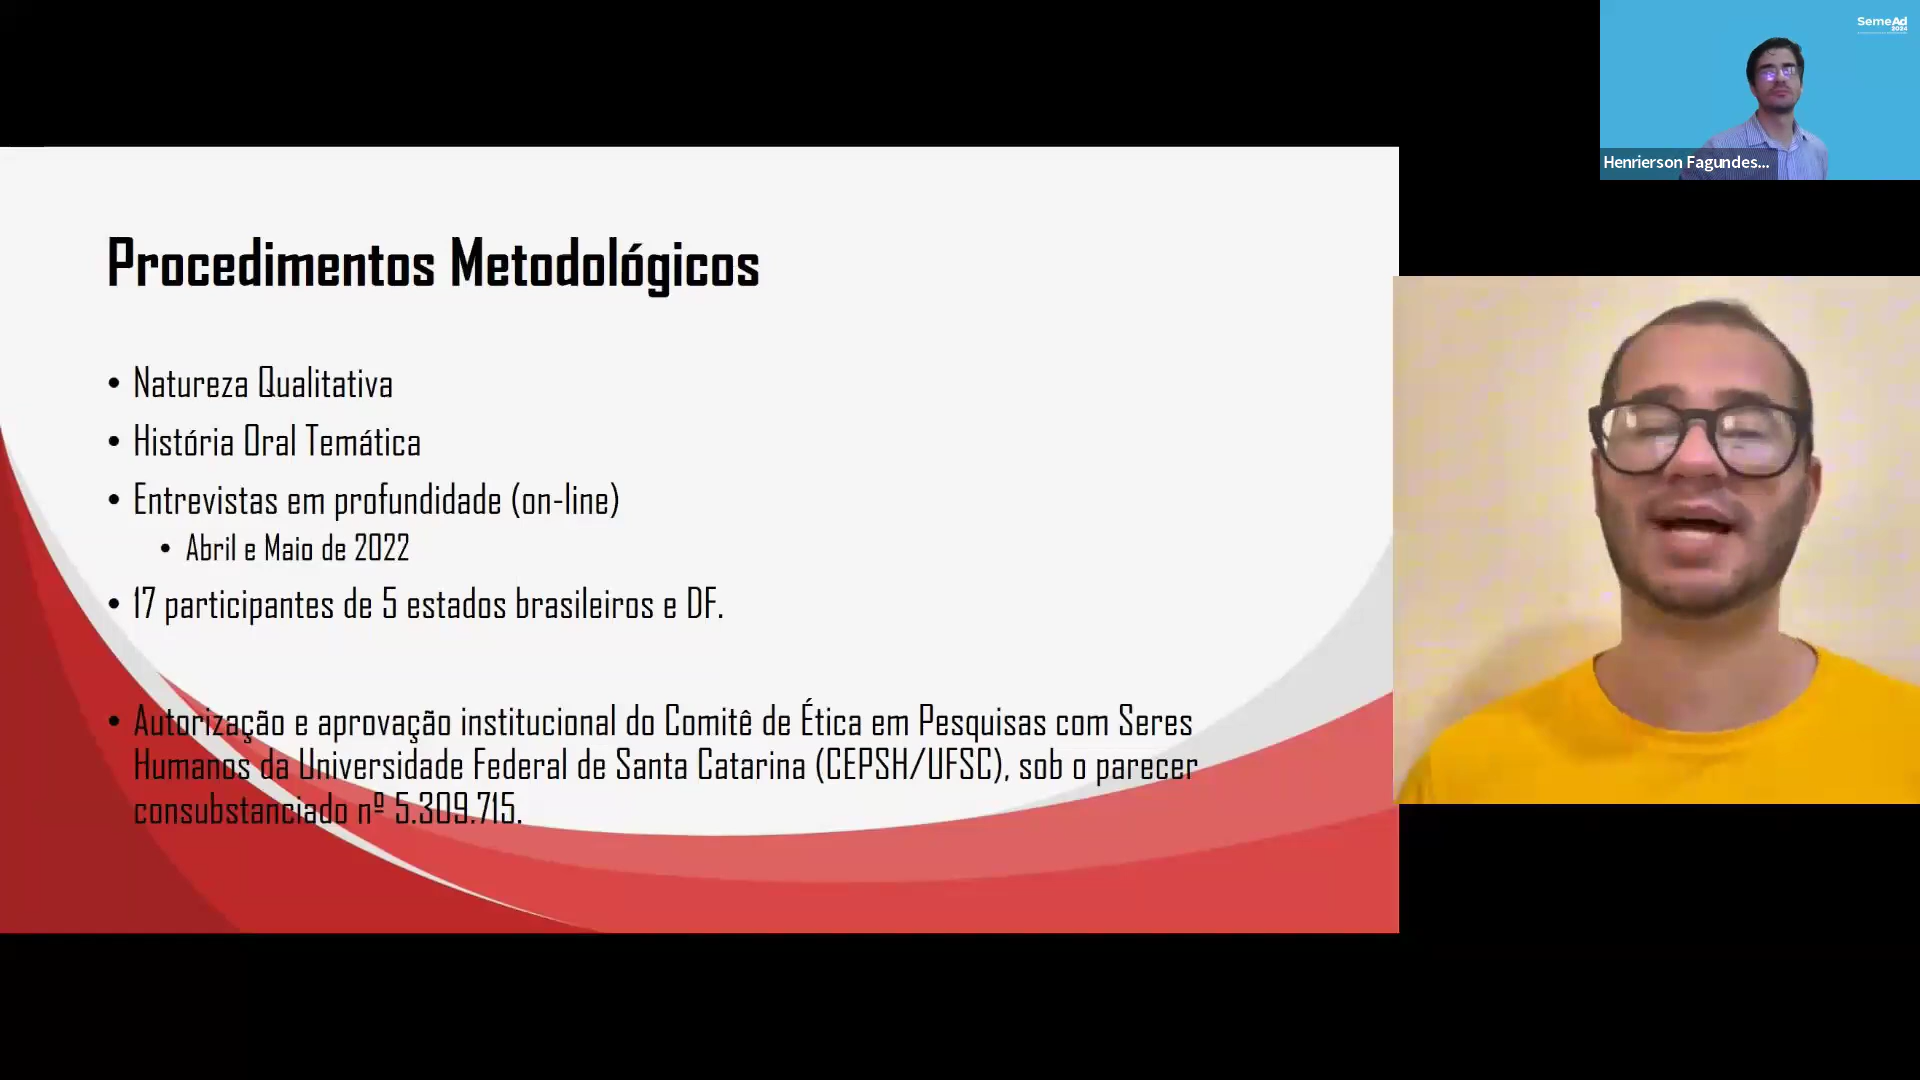 SemeAd
2024
Henrierson Fagundes...
Procedimentos Metodológicos
• Natureza Qualitativa
• História Oral Temática
• Entrevistas em profundidade (on-line)
• Abril e Maio de 2022
• 17 participantes de 5 estados brasileiros e DF.
• Autorização e aprovação institucional do Comitê de Ética em Pesquisas com Seres
Humanos da Universidade Federal de Santa Catarina (CEPSH/UFSC), sob o parecer
consubstanciado nº 5.309.715.